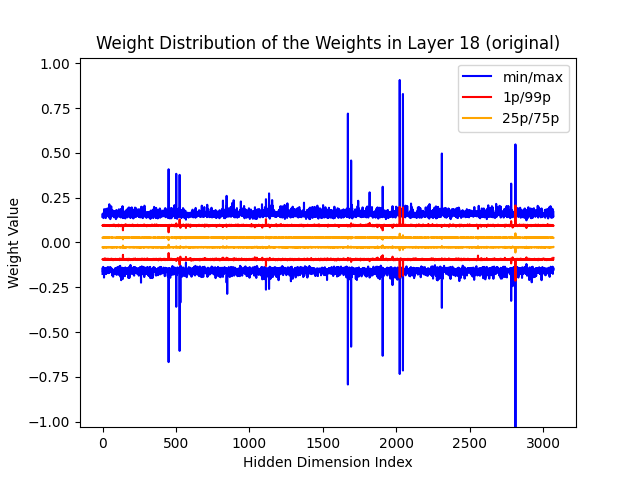 Weight Distribution of the Weights in Layer 18 (original)
1.00
0.75
0.50
0.25
0.00
−0.25
−0.50
−0.75
−1.00
Weight Value
min/max
1p/99p
25p/75p
0 500 1000 1500 2000 2500 3000
Hidden Dimension Index